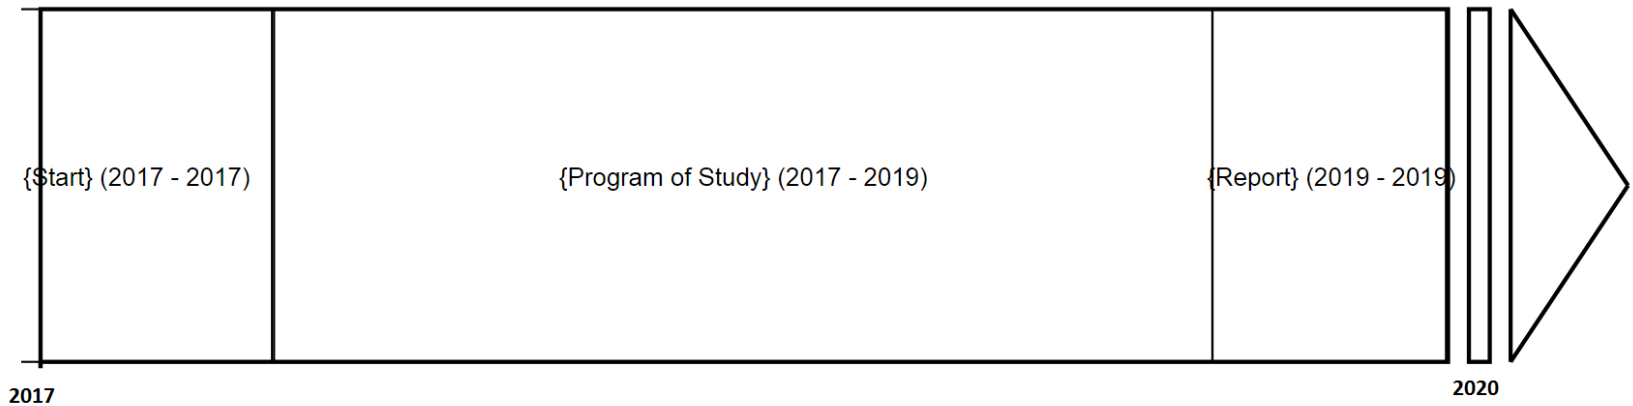 {Start} (2017 - 2017)
{Program of Study} (2017 - 2019)
{Report} (2019 - 2019)
2017
2020